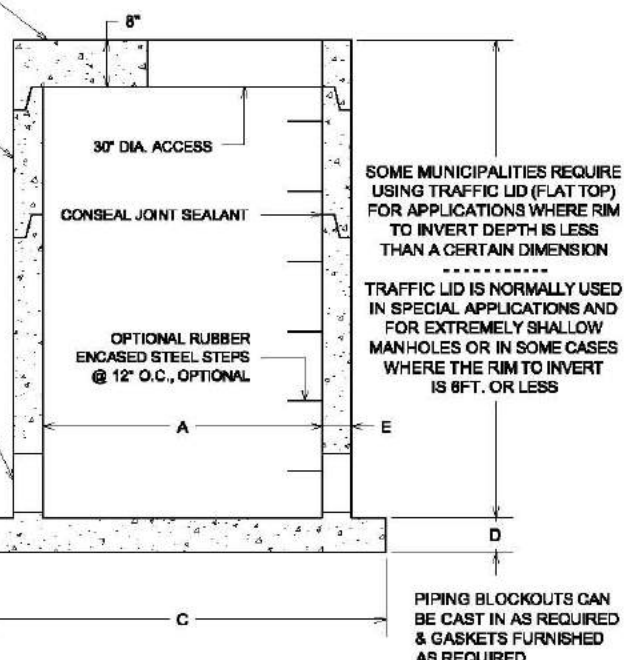 8"
30" DIA. ACCESS
CONSEAL JOINT SEALANT
OPTIONAL RUBBER
ENCASED STEEL STEPS
@ 12" O.C., OPTIONAL
A
E
SOME MUNICIPALITIES REQUIRE
USING TRAFFIC LID (FLAT TOP)
FOR APPLICATIONS WHERE RIM
TO INVERT DEPTH IS LESS
THAN A CERTAIN DIMENSION
-----------
TRAFFIC LID IS NORMALLY USED
IN SPECIAL APPLICATIONS AND
FOR EXTREMELY SHALLOW
MANHOLES OR IN SOME CASES
WHERE THE RIM TO INVERT
IS 6FT. OR LESS
D
C
PIPING BLOCKOUTS CAN
BE CAST IN AS REQUIRED
& GASKETS FURNISHED
AS REQUIRED